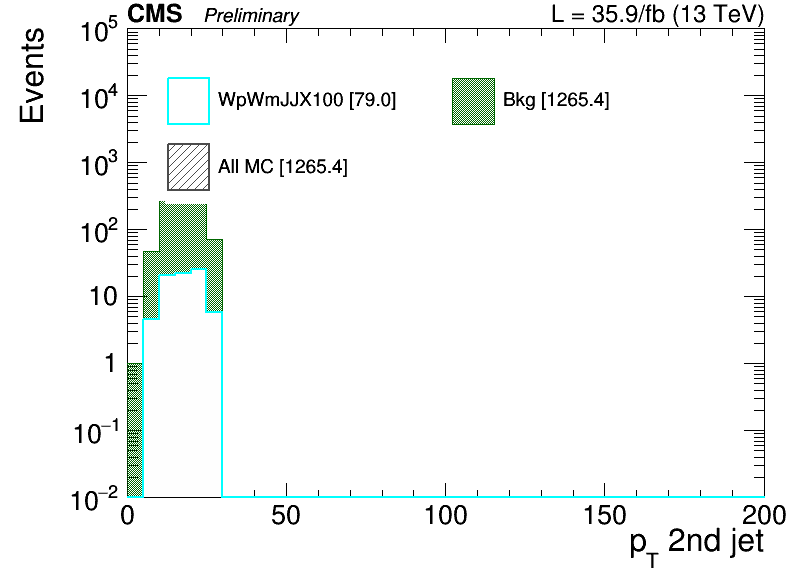 CMS Preliminary L = 35.9/fb (13 TeV)
Events
10^5
10^4
10^3
10^2
10
1
10^−1
10^−2
WpWmJJX100 [79.0] Bkg [1265.4]
All MC [1265.4]
0 50 100 150 200
p_T 2nd jet